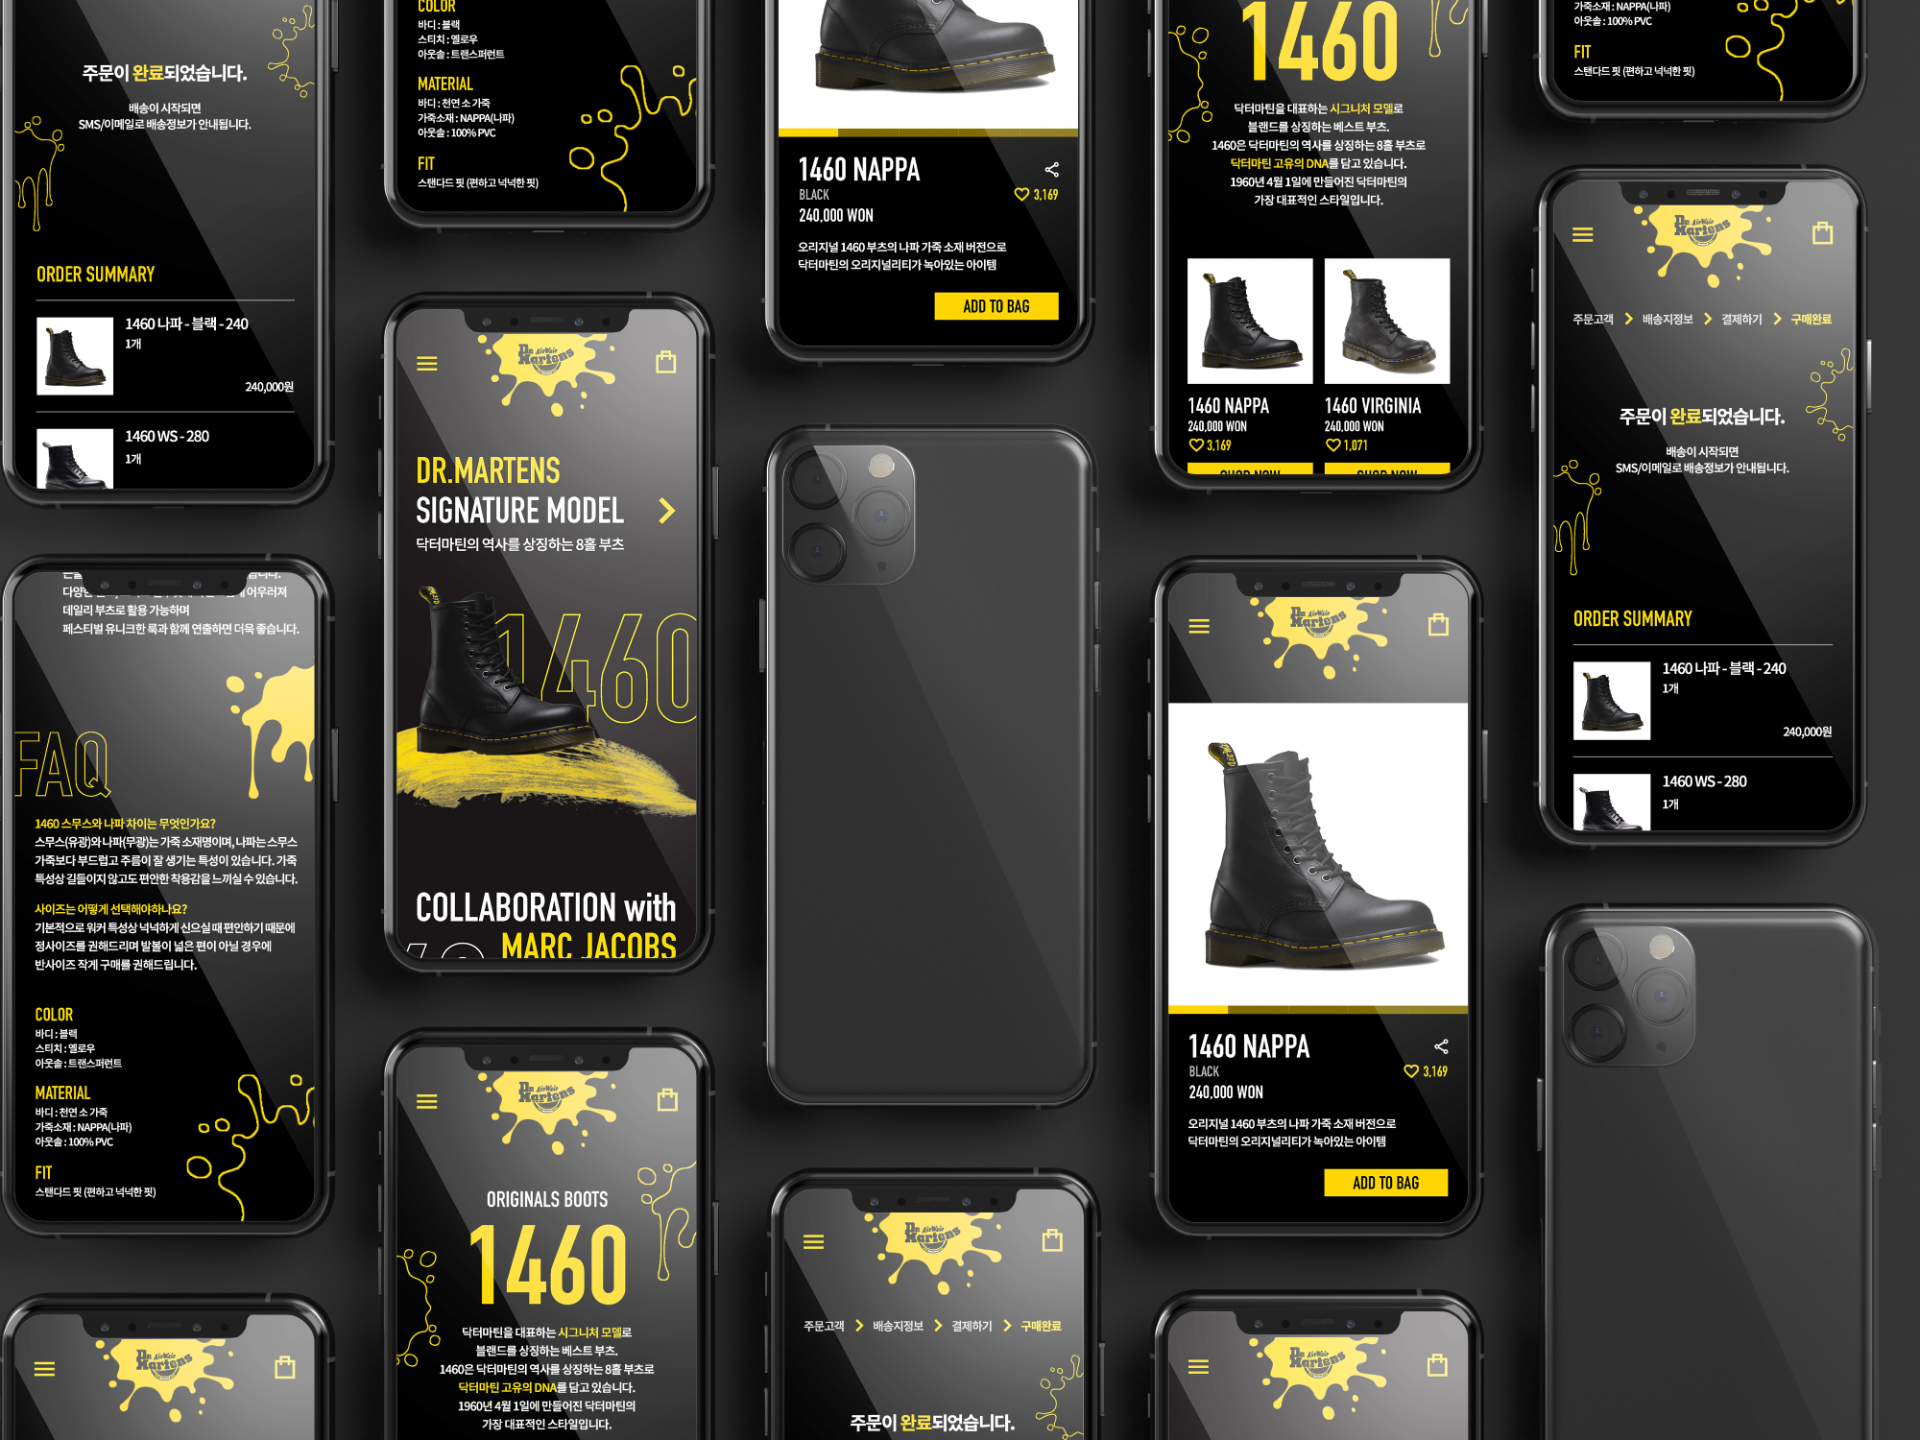 주문이 완료되었습니다.
배송이 시작되면
SMS/이메일로 배송정보가 안내됩니다.
ORDER SUMMARY
1460 나파 - 블랙 - 240
1개
240,000원
1460 WS - 280
1개
다양한
어우러져
데일리 부츠로 활용 가능하며
페스티벌 유니크한 룩과 함께 연출하면 더욱 좋습니다.
FAQ
1460 스무스와 나파 차이는 무엇인가요?
스무스(유광)와 나파(무광)는 가죽 소재명이며, 나파는 스무스
가죽보다 부드럽고 주름이 잘 생기는 특성이 있습니다. 가죽
특성상 길들이지 않고도 편안한 착용감을 느끼실 수 있습니다.
사이즈는 어떻게 선택해야하나요?
기본적으로 워커 특성상 넉넉하게 신으실 때 편안하기 때문에
정사이즈를 권해드리며 발볼이 넓은 편이 아닐 경우에
반사이즈 작게 구매를 권해드립니다.
COLOR
바디 : 블랙
스티치 : 옐로우
아웃솔 : 트랜스퍼런트
MATERIAL
바디 : 천연 소 가죽
가죽소재 : NAPPA(나파)
아웃솔 : 100% PVC
FIT
스탠다드 핏 (편하고 넉넉한 핏)
Dr. AirWair
Martens
COLOR
바디 : 블랙
스티치 : 옐로우
아웃솔 : 트랜스퍼런트
MATERIAL
바디 : 천연 소 가죽
가죽소재 : NAPPA(나파)
아웃솔 : 100% PVC
FIT
스탠다드 핏 (편하고 넉넉한 핏)
Dr. AirWair
Martens
DR.MARTENS
SIGNATURE MODEL
닥터마틴의 역사를 상징하는 8홀 부츠
1460
COLLABORATION with
MARC JACOBS
Dr. AirWair
Martens
ORIGINALS BOOTS
1460
닥터마틴을 대표하는 시그니처 모델로
블랜드를 상징하는 베스트 부츠.
1460은 닥터마틴의 역사를 상징하는 8홀 부츠로
닥터마틴 고유의 DNA를 담고 있습니다.
1960년 4월 1일에 만들어진 닥터마틴의
가장 대표적인 스타일입니다.
1460 NAPPA
BLACK
3,169
240,000 WON
오리지널 1460 부츠의 나파 가죽 소재 버전으로
닥터마틴의 오리지널리티가 녹아있는 아이템
ADD TO BAG
Dr. AirWair
Martens
주문고객 > 배송지정보 > 결제하기 > 구매완료
주문이 완료되었습니다.
1460
닥터마틴을 대표하는 시그니처 모델로
블랜드를 상징하는 베스트 부츠.
1460은 닥터마틴의 역사를 상징하는 8홀 부츠로
닥터마틴 고유의 DNA를 담고 있습니다.
1960년 4월 1일에 만들어진 닥터마틴의
가장 대표적인 스타일입니다.
1460 NAPPA
240,000 WON
3,169
SHOP NOW
1460 VIRGINIA
240,000 WON
1,071
SHOP NOW
Dr. AirWair
Martens
1460 NAPPA
BLACK
3,169
240,000 WON
오리지널 1460 부츠의 나파 가죽 소재 버전으로
닥터마틴의 오리지널리티가 녹아있는 아이템
ADD TO BAG
Dr. AirWair
Martens
가죽소재 : NAPPA(나파)
아웃솔 : 100% PVC
FIT
스탠다드 핏 (편하고 넉넉한 핏)
Dr. AirWair
Martens
주문고객 > 배송지정보 > 결제하기 > 구매완료
주문이 완료되었습니다.
배송이 시작되면
SMS/이메일로 배송정보가 안내됩니다.
ORDER SUMMARY
1460 나파 - 블랙 - 240
1개
240,000원
1460 WS - 280
1개